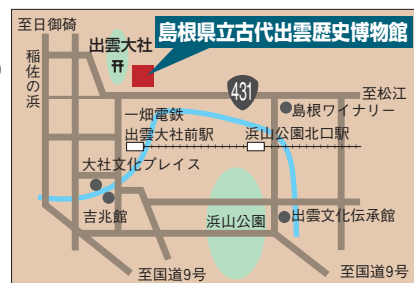 至日御碕
島根県立古代出雲歴史博物館
出雲大社
稲佐の浜
431
至松江
一畑電鉄
出雲大社前駅
島根ワイナリー
浜山公園北口駅
大社文化プレイス
吉兆館
浜山公園
出雲文化伝承館
至国道9号
至国道9号